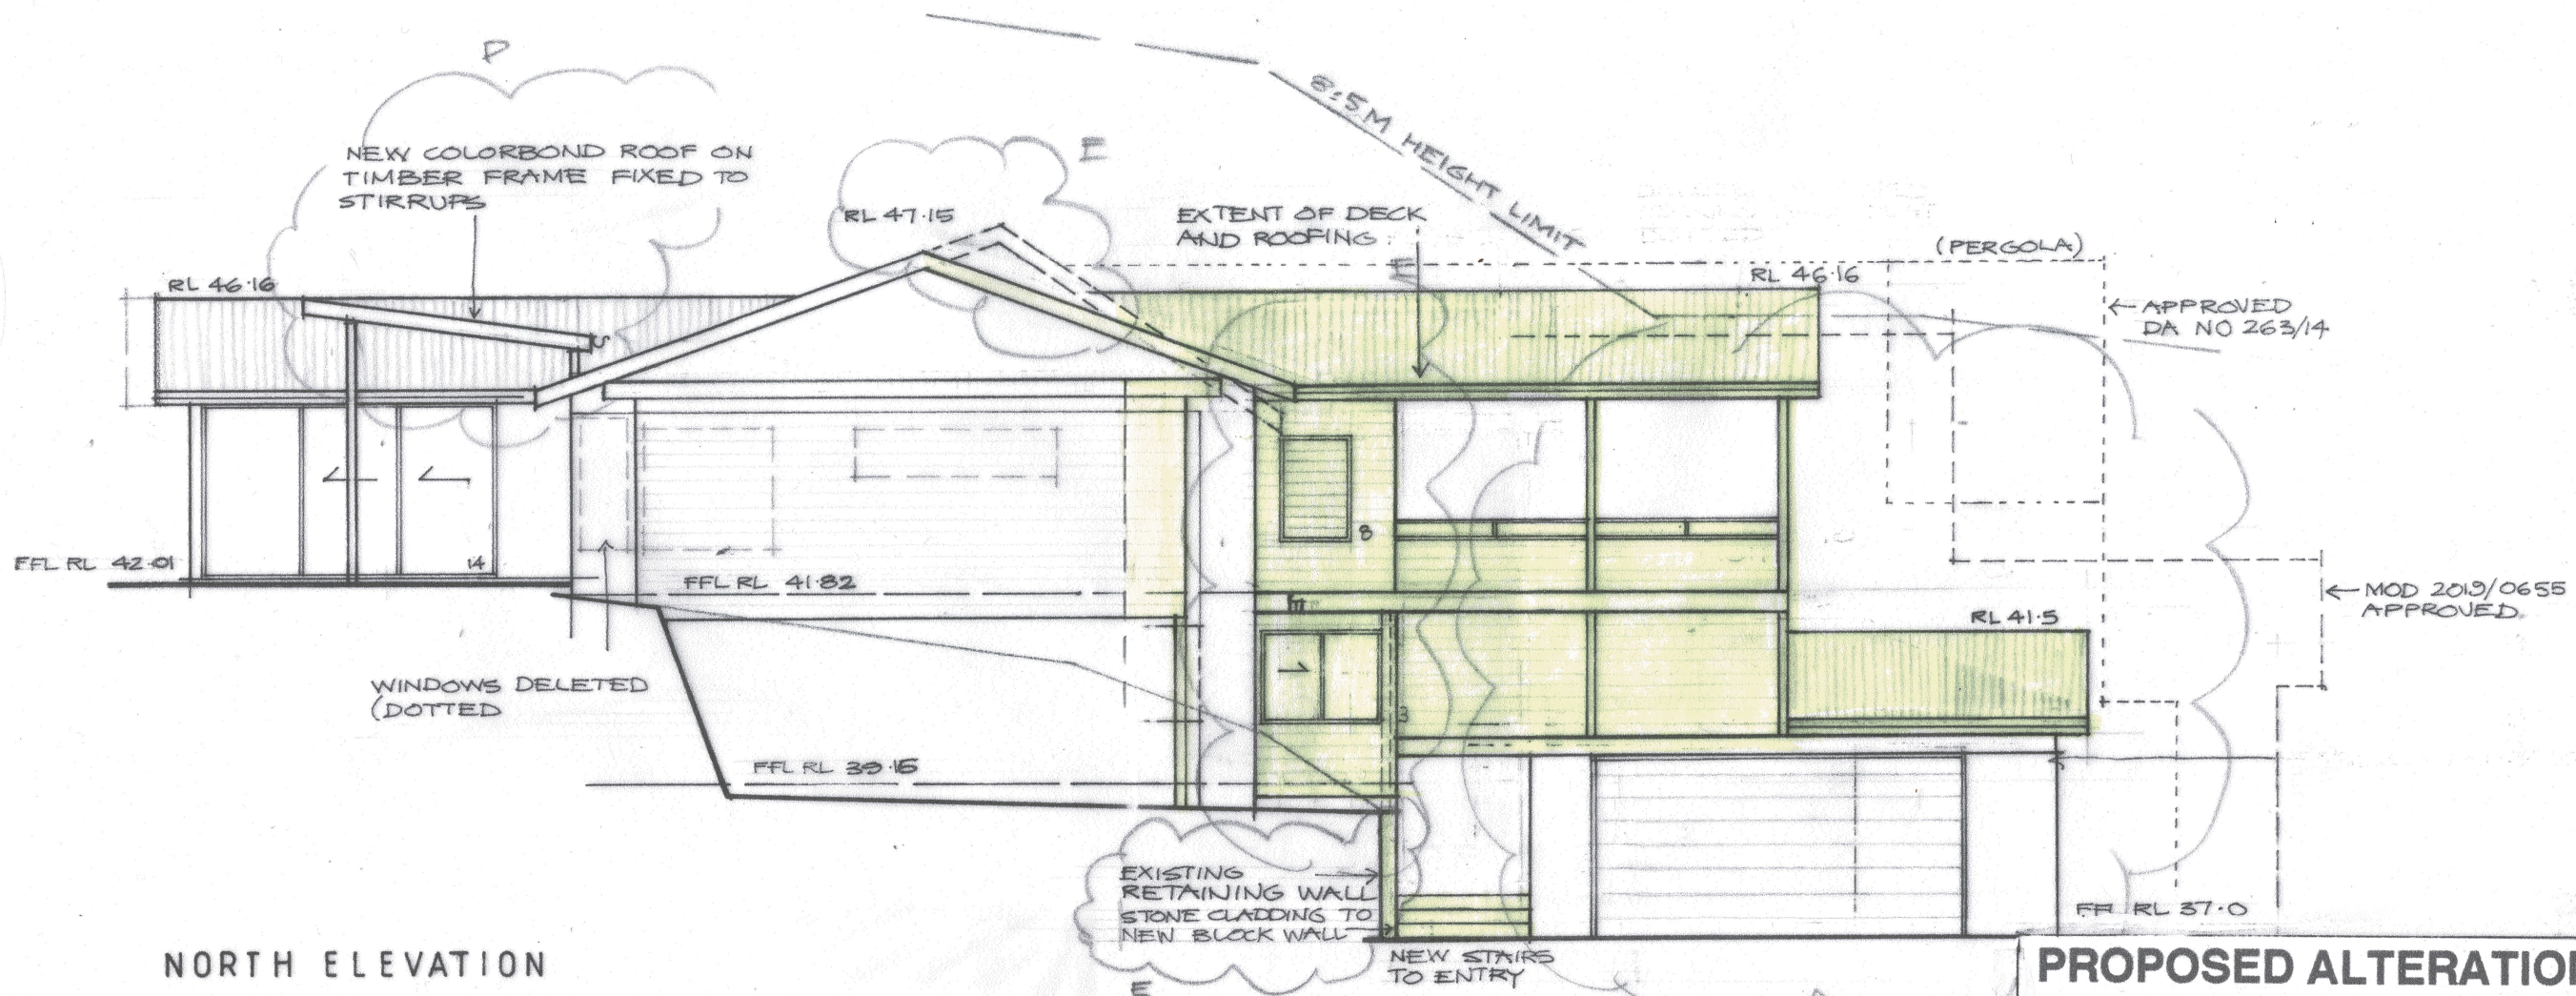 P
NEW COLORBOND ROOF ON
TIMBER FRAME FIXED TO
STIRRUPS
E
8.5M HEIGHT LIMIT
RL 47.15
EXTENT OF DECK
AND ROOFING
E
(PERGOLA)
RL 46.16
RL 46.16
APPROVED
DA NO 263/14
8
FFL RL 42.01
14
FFL RL 41.82
E
MOD 2019/0655
APPROVED
RL 41.5
WINDOWS DELETED
(DOTTED
3
FFL RL 39.15
EXISTING
RETAINING WALL
STONE CLADDING TO
NEW BLOCK WALL
E
NEW STAIRS
TO ENTRY
RL 37.0
NORTH ELEVATION
PROPOSED ALTERATIO